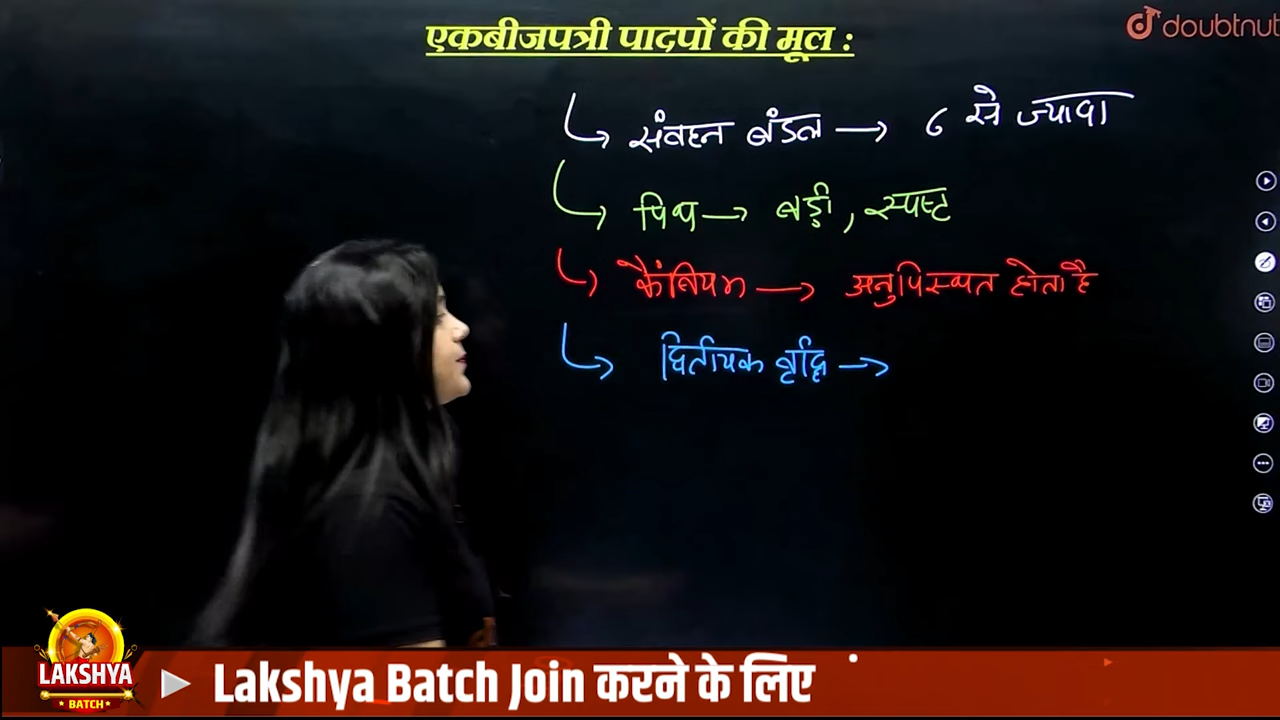 एकबीजपत्री पादपों की मूल :
doubtnut
संवहन बंडल → 6 से ज्यादा
पिथ → बड़ी, स्पष्ट
कैंबियम → अनुपस्थित होता है
द्वितीयक वृद्धि →
LAKSHYA
BATCH
Lakshya Batch Join करने के लिए